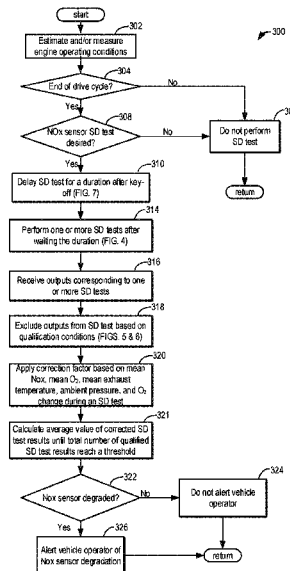 start
302
300
Estimate and/or measure
engine operating conditions
304
End of drive cycle?
No
Yes
308
NOx sensor SD test
desired?
No
Do not perform
SD test
Yes
return
310
Delay SD test for a duration after key-
off (FIG. 7)
314
Perform one or more SD tests after
waiting the duration (FIG. 4)
316
Receive outputs corresponding to one
or more SD tests
318
Exclude outputs from SD test based on
qualification conditions (FIGS. 5 & 6)
320
Apply correction factor based on mean
Nox, mean O₂, mean exhaust
temperature, ambient pressure, and O₂
change during an SD test
321
Calculate average value of corrected SD
test results until total number of qualified
SD test results reach a threshold
322
324
Nox sensor degraded?
No
Do not alert vehicle
operator
Yes
326
Alert vehicle operator of
Nox sensor degradation
return